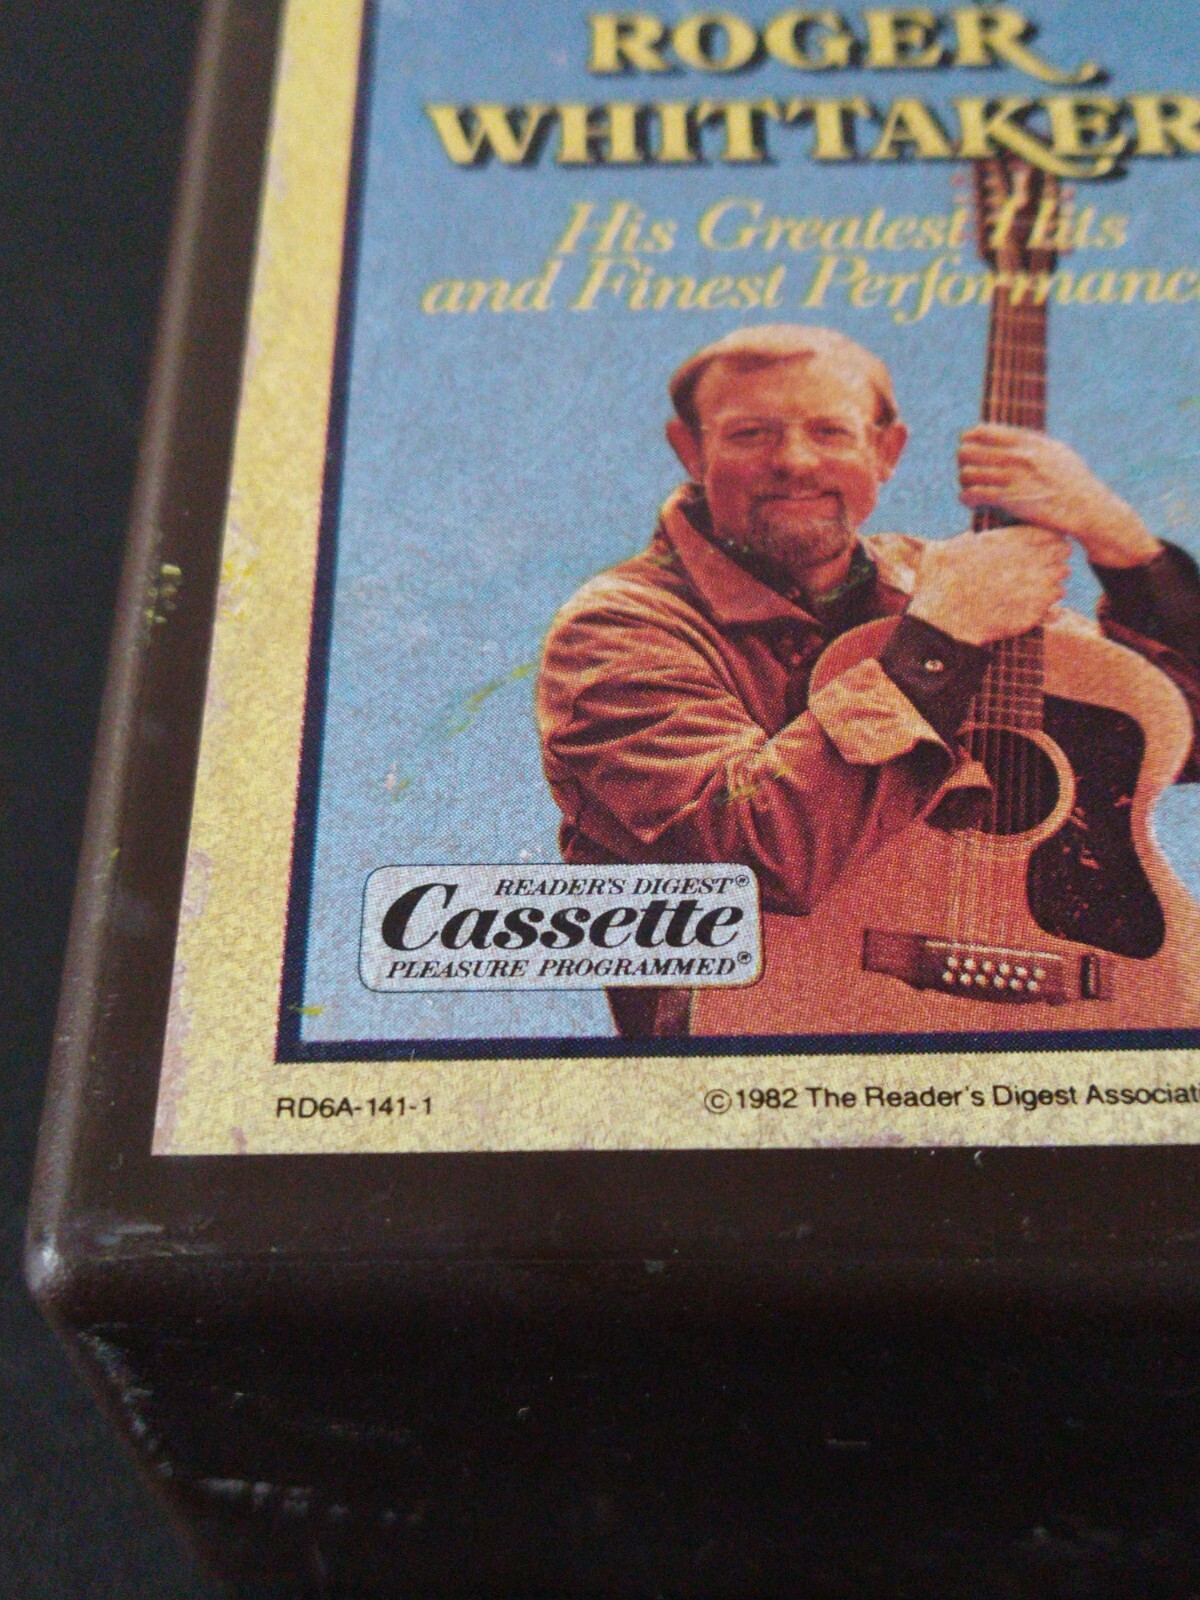 ROGER
WHITTAKER
His Greatest Hits
and Finest Performanc
READER'S DIGEST®
Cassette
PLEASURE PROGRAMMED®
RD6A-141-1
©1982 The Reader's Digest Associat